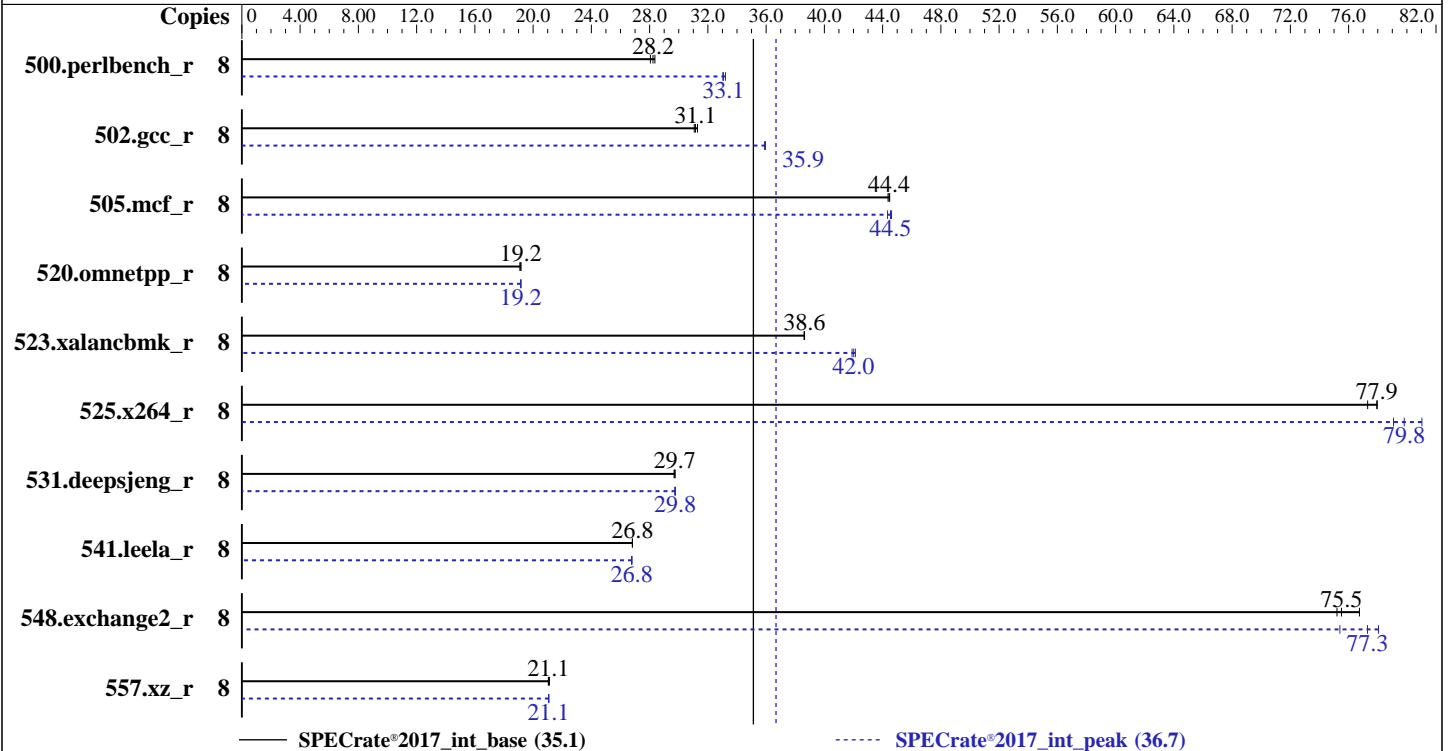 Copies 0 4.00 8.00 12.0 16.0 20.0 24.0 28.0 32.0 36.0 40.0 44.0 48.0 52.0 56.0 60.0 64.0 68.0 72.0 76.0 82.0
500.perlbench_r 8 28.2
33.1
502.gcc_r 8 31.1
35.9
505.mcf_r 8 44.4
44.5
520.omnetpp_r 8 19.2
19.2
523.xalancbmk_r 8 38.6
42.0
525.x264_r 8 77.9
79.8
531.deepsjeng_r 8 29.7
29.8
541.leela_r 8 26.8
26.8
548.exchange2_r 8 75.5
77.3
557.xz_r 8 21.1
21.1
SPECrate®2017_int_base (35.1) SPECrate®2017_int_peak (36.7)